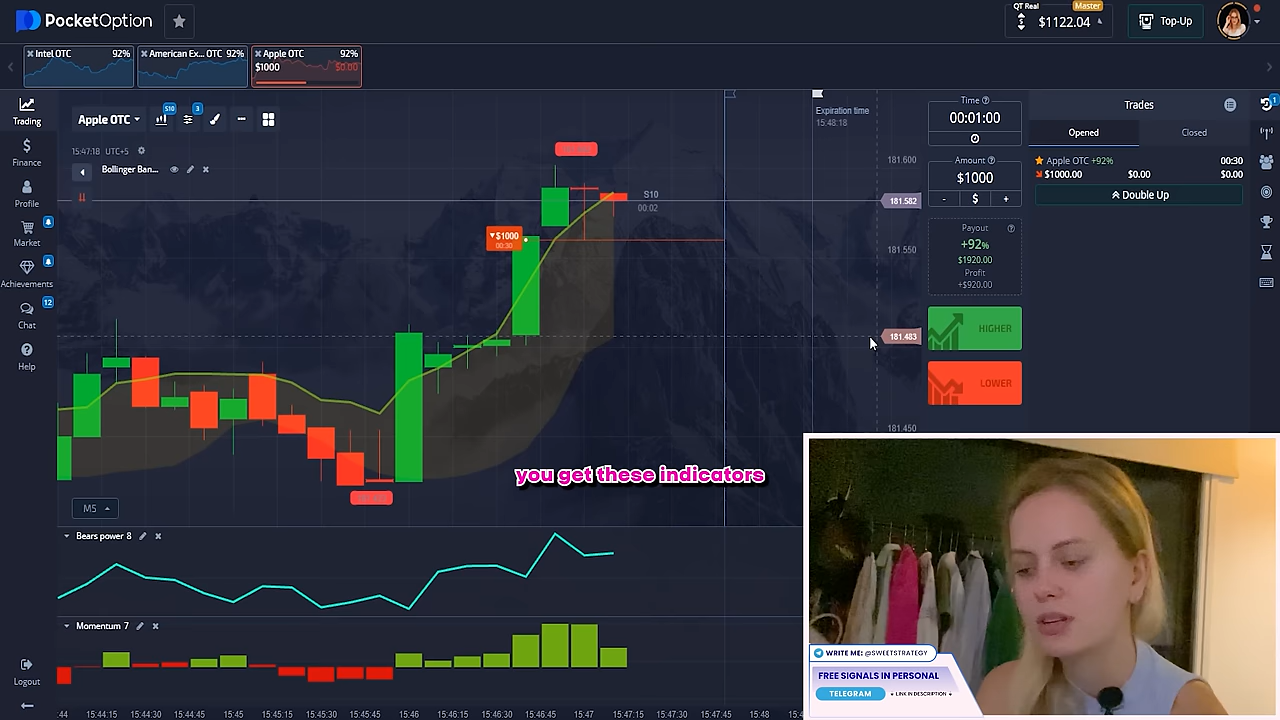 PocketOption
QT Real
Master
$1122.04
Top-Up
Intel OTC 92%
American Ex... OTC 92%
Apple OTC 92%
$1000 $0.00
Trading
Finance
Profile
Market
Achievements
12
Chat
Help
Logout
Apple OTC
S10
3
15:47:18 UTC+5
Bollinger Ban...
Expiration time
15:48:18
S10
00:02
$1000
00:30
181.600
181.582
181.550
181.483
181.450
Time
00:01:00
Amount
$1000
- $ +
Payout
+92%
$1920.00
Profit
+$920.00
HIGHER
LOWER
Trades
1
Opened Closed
Apple OTC +92% 00:30
$1000.00 $0.00 $0.00
Double Up
you get these indicators
M5
Bears power 8
Momentum 7
:44 15:44:15 15:44:30 15:44:45 15:45 15:45:15 15:45:30 15:45:45 15:46 15:46:15 15:46:30 15:46:45 15:47 15:47:15 15:47:30 15:47:45 15:48
WRITE ME: @SWEETSTRATEGY
FREE SIGNALS IN PERSONAL
TELEGRAM
LINK IN DESCRIPTION